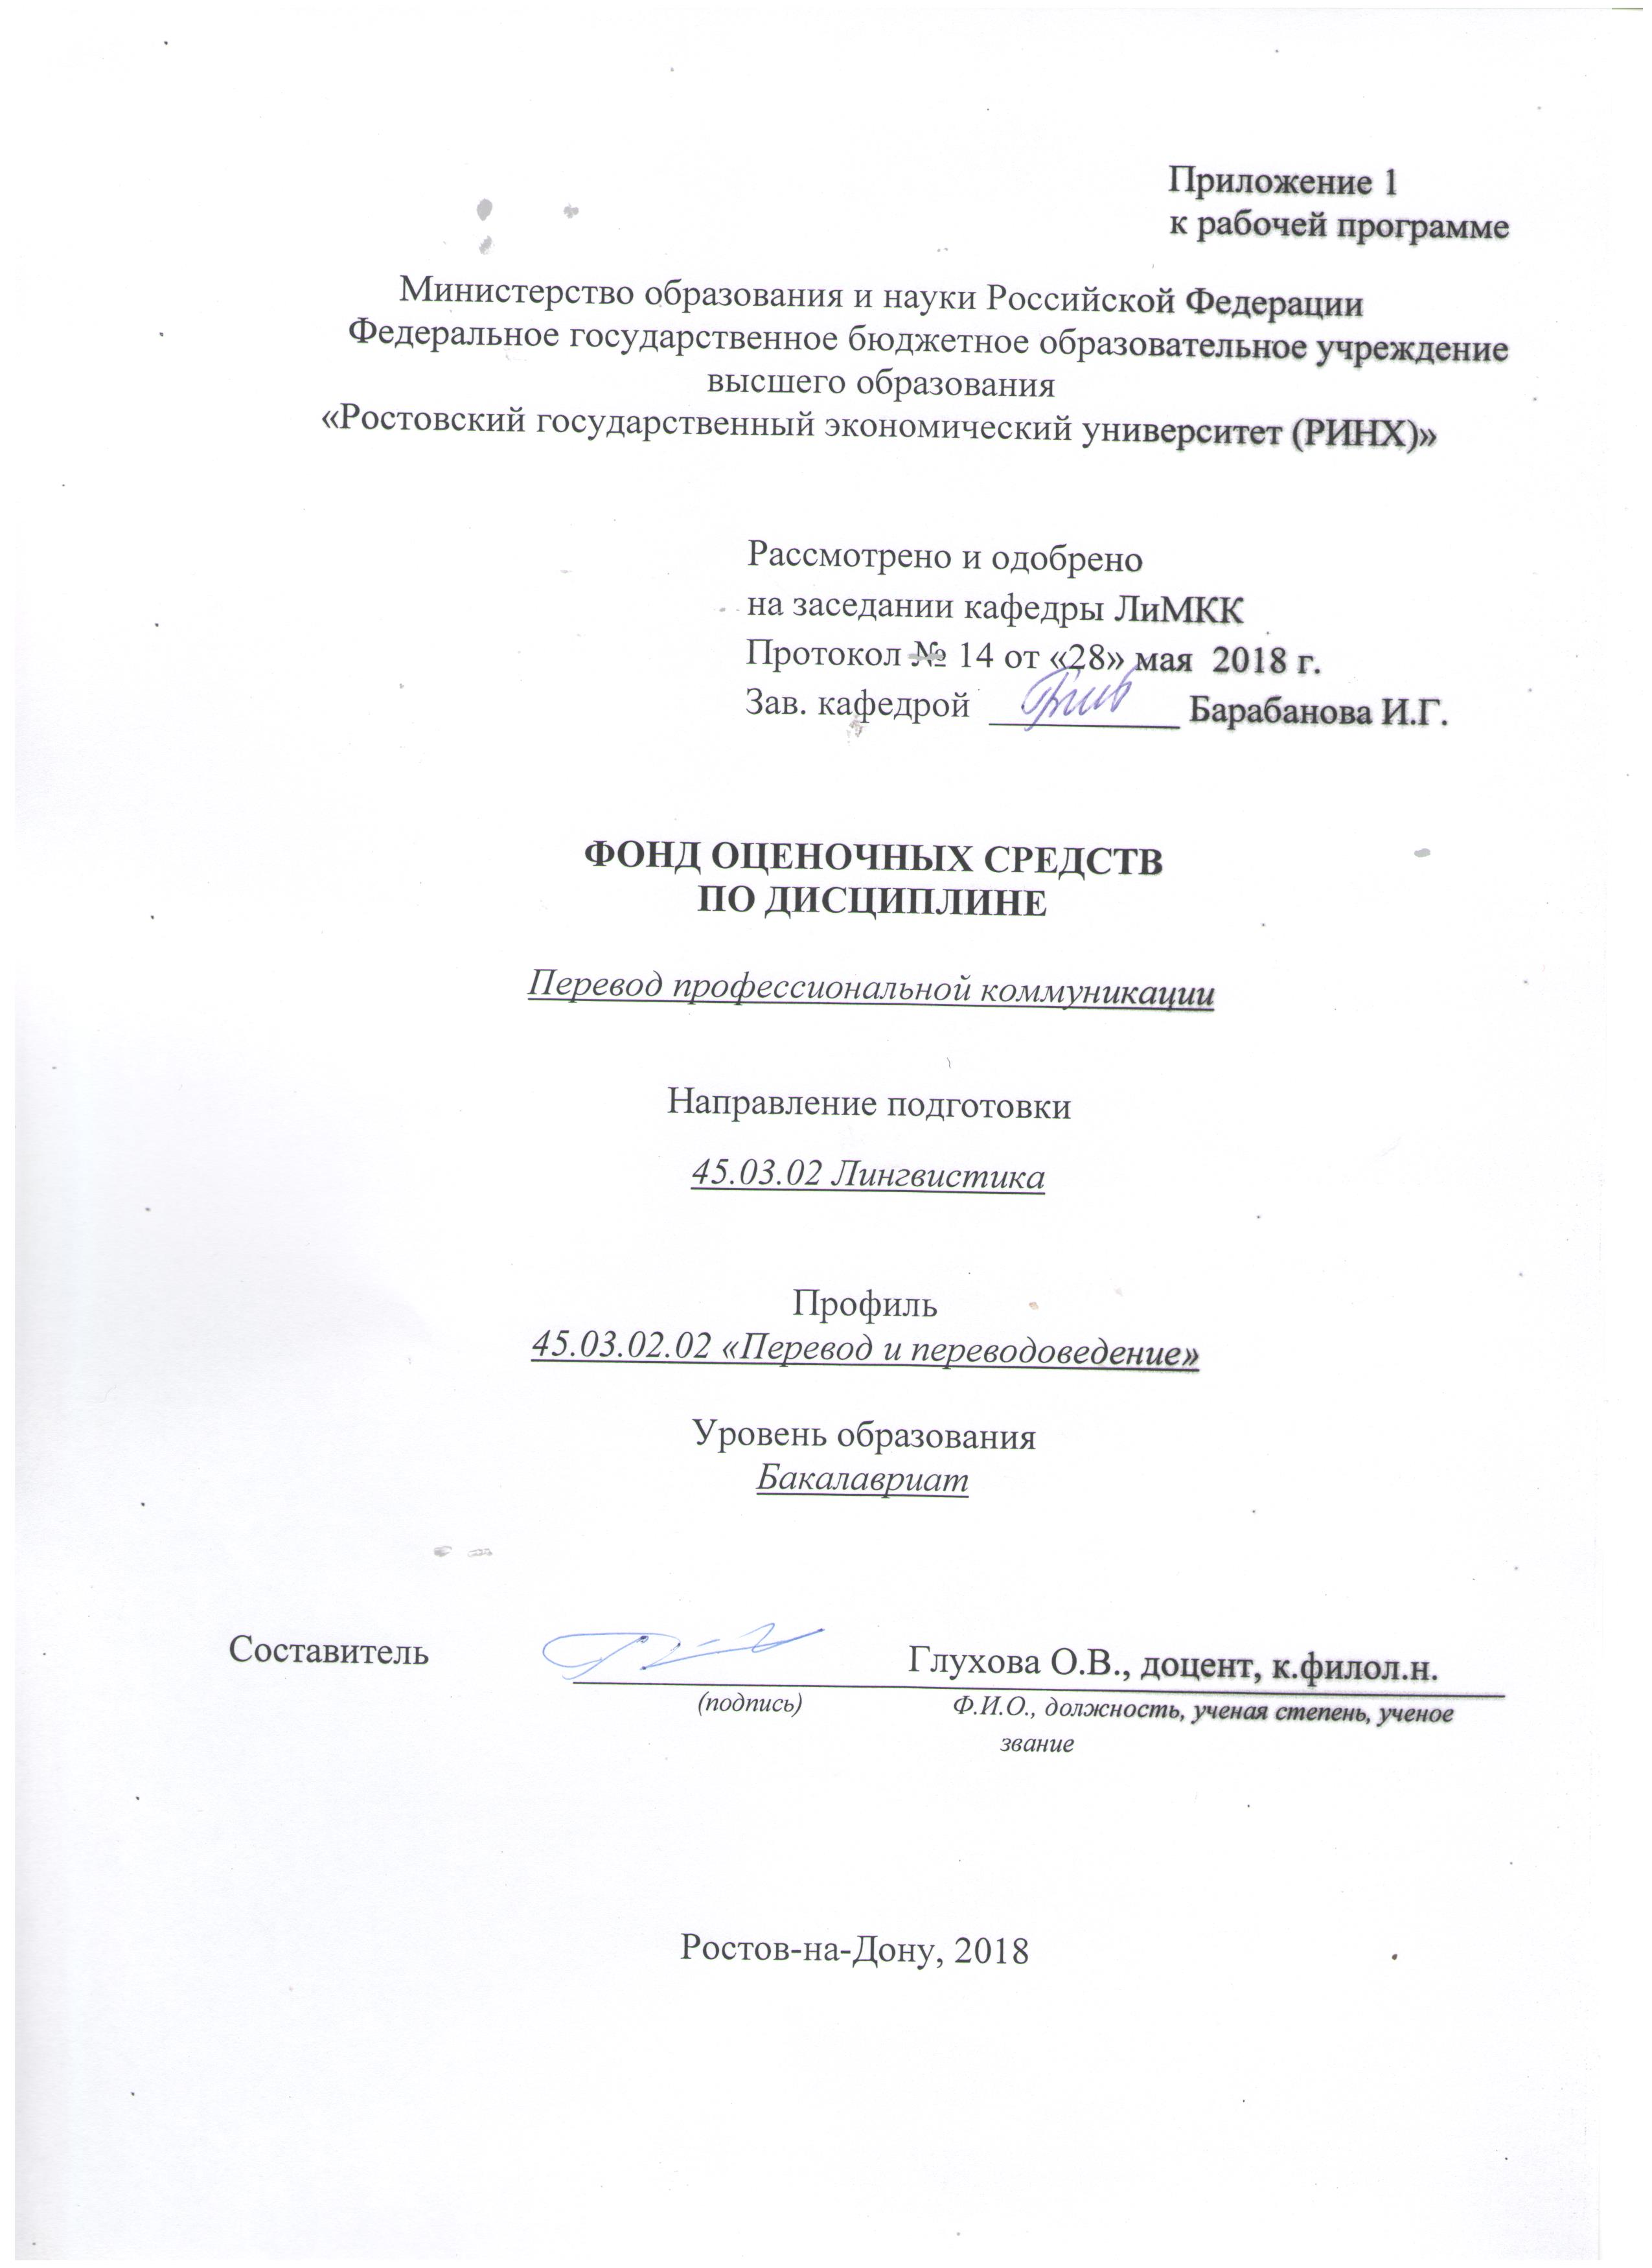 Приложение 1
к рабочей программе
Министерство образования и науки Российской Федерации
Федеральное государственное бюджетное образовательное учреждение
высшего образования
«Ростовский государственный экономический университет (РИНХ)»
Рассмотрено и одобрено
на заседании кафедры ЛиМКК
Протокол № 14 от «28» мая 2018 г.
Зав. кафедрой __________ Барабанова И.Г.
ФОНД ОЦЕНОЧНЫХ СРЕДСТВ
ПО ДИСЦИПЛИНЕ
Перевод профессиональной коммуникации
Направление подготовки
45.03.02 Лингвистика
Профиль
45.03.02.02 «Перевод и переводоведение»
Уровень образования
Бакалавриат
Составитель Глухова О.В., доцент, к.филол.н.
(подпись) Ф.И.О., должность, ученая степень, ученое
звание
Ростов-на-Дону, 2018